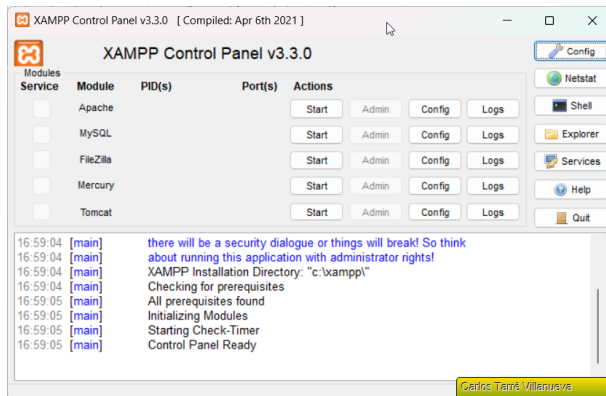 XAMPP Control Panel v3.3.0 [ Compiled: Apr 6th 2021 ]
XAMPP Control Panel v3.3.0
Config
Modules
Service Module PID(s) Port(s) Actions
Netstat
Apache Start Admin Config Logs
Shell
MySQL Start Admin Config Logs
Explorer
FileZilla Start Admin Config Logs
Services
Mercury Start Admin Config Logs
Help
Tomcat Start Admin Config Logs
Quit
16:59:04 [main] there will be a security dialogue or things will break! So think
16:59:04 [main] about running this application with administrator rights!
16:59:04 [main] XAMPP Installation Directory: "c:\xampp\"
16:59:04 [main] Checking for prerequisites
16:59:05 [main] All prerequisites found
16:59:05 [main] Initializing Modules
16:59:05 [main] Starting Check-Timer
16:59:05 [main] Control Panel Ready
Carlos Tarré Villanueva